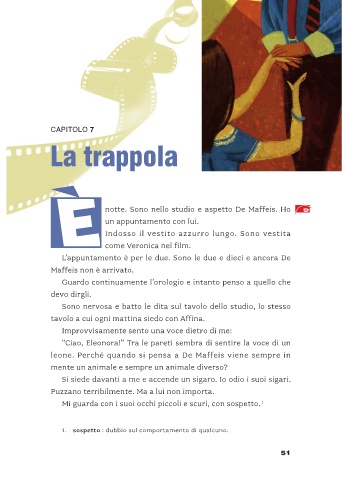 CAPITOLO 7
La trappola
È notte. Sono nello studio e aspetto De Maffeis. Ho
un appuntamento con lui.
Indosso il vestito azzurro lungo. Sono vestita
come Veronica nel film.
L'appuntamento è per le due. Sono le due e dieci e ancora De
Maffeis non è arrivato.
Guardo continuamente l'orologio e intanto penso a quello che
devo dirgli.
Sono nervosa e batto le dita sul tavolo dello studio, lo stesso
tavolo a cui ogni mattina siedo con Affina.
Improvvisamente sento una voce dietro di me:
"Ciao, Eleonora!" Tra le pareti sembra di sentire la voce di un
leone. Perché quando si pensa a De Maffeis viene sempre in
mente un animale e sempre un animale diverso?
Si siede davanti a me e accende un sigaro. Io odio i suoi sigari.
Puzzano terribilmente. Ma a lui non importa.
Mi guarda con i suoi occhi piccoli e scuri, con sospetto.¹
1. sospetto : dubbio sul comportamento di qualcuno.
51